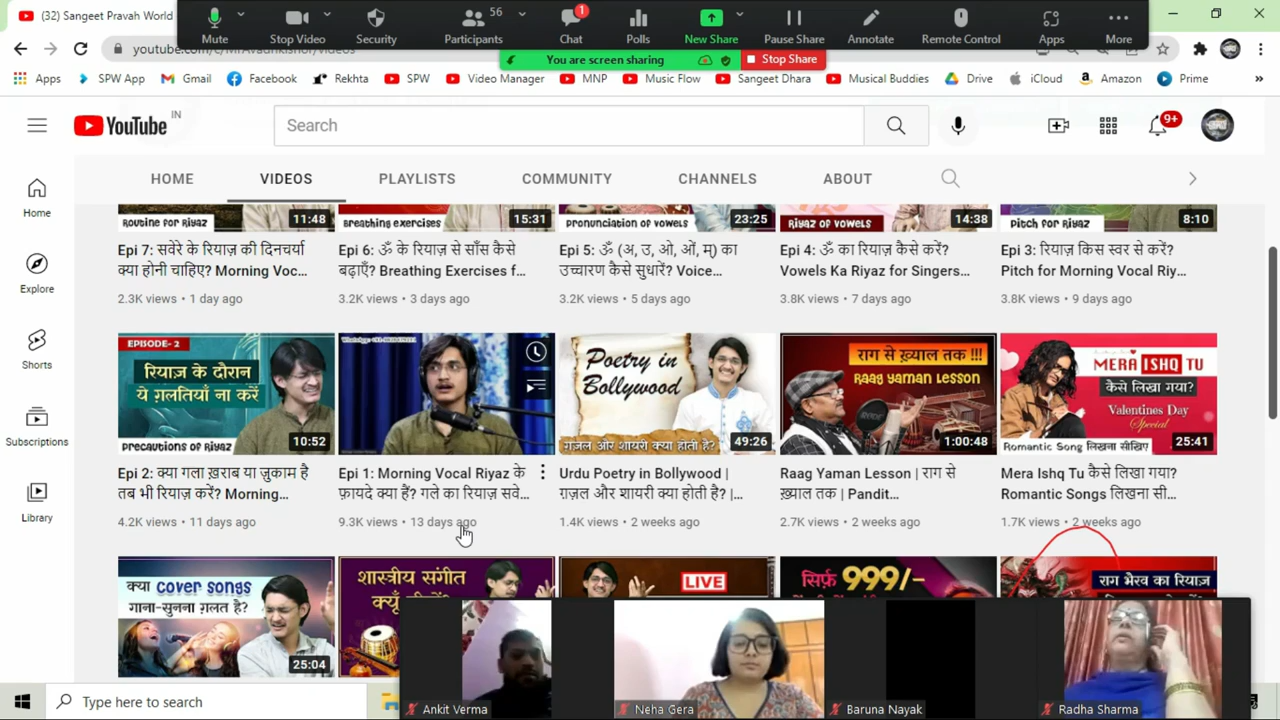 (32) Sangeet Pravah World
Mute
Stop Video
Security
56
Participants
1
Chat
Polls
New Share
Pause Share
Annotate
Remote Control
Apps
More
You are screen sharing
Stop Share
Apps
SPW App
Gmail
Facebook
Rekhta
SPW
Video Manager
MNP
Music Flow
Sangeet Dhara
Musical Buddies
Drive
iCloud
Amazon
Prime
YouTube IN
Search
9+
HOME
VIDEOS
PLAYLISTS
COMMUNITY
CHANNELS
ABOUT
Home
Explore
Shorts
Subscriptions
Library
Routine for Riyaz
11:48
Breathing exercises
15:31
pronunciation of vowels
23:25
Riyaz of vowels
14:38
Pitch for Riyaz
8:10
Epi 7: सवेरे के रियाज़ की दिनचर्या
क्या होनी चाहिए? Morning Voc...
2.3K views • 1 day ago
Epi 6: ॐ के रियाज़ से साँस कैसे
बढ़ाएँ? Breathing Exercises f...
3.2K views • 3 days ago
Epi 5: ॐ (अ, उ, ओ, ओं, म्) का
उच्चारण कैसे सुधारें? Voice...
3.2K views • 5 days ago
Epi 4: ॐ का रियाज़ कैसे करें?
Vowels Ka Riyaz for Singers...
3.8K views • 7 days ago
Epi 3: रियाज़ किस स्वर से करें?
Pitch for Morning Vocal Riy...
3.8K views • 9 days ago
EPISODE- 2
रियाज़ के दौरान
ये ग़लतियाँ ना करें
Precautions of Riyaz
10:52
Poetry in
Bollywood
ग़ज़ल और शायरी क्या होती है?
49:26
राग से ख़्याल तक !!!
Raag Yaman Lesson
1:00:48
MERA ISHQ TU
कैसे लिखा गया?
Valentines Day
Special
Romantic Song लिखना सीखिए
25:41
Epi 2: क्या गला ख़राब या ज़ुकाम है
तब भी रियाज़ करें? Morning...
4.2K views • 11 days ago
Epi 1: Morning Vocal Riyaz के
फ़ायदे क्या हैं? गले का रियाज़ सवे...
9.3K views • 13 days ago
Urdu Poetry in Bollywood |
ग़ज़ल और शायरी क्या होती है? |...
1.4K views • 2 weeks ago
Raag Yaman Lesson | राग से
ख़्याल तक | Pandit...
2.7K views • 2 weeks ago
Mera Ishq Tu कैसे लिखा गया?
Romantic Songs लिखना सी...
1.7K views • 2 weeks ago
क्या cover songs
गाना-सुनना ग़लत है?
25:04
शास्त्रीय संगीत
LIVE
सिर्फ़ 999/-
राग भैरव का रियाज़
Ankit Verma
Neha Gera
Baruna Nayak
Radha Sharma
Type here to search